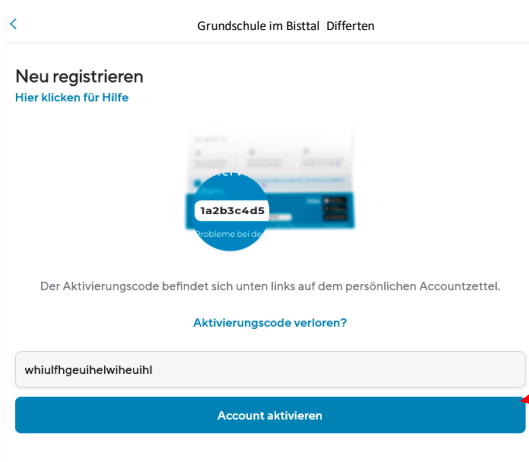 Grundschule im Bisttal Differten
Neu registrieren
Hier klicken für Hilfe
1a2b3c4d5
Probleme bei de
Der Aktivierungscode befindet sich unten links auf dem persönlichen Accountzettel.
Aktivierungscode verloren?
whiulfhgeuihelwiheuihl
Account aktivieren